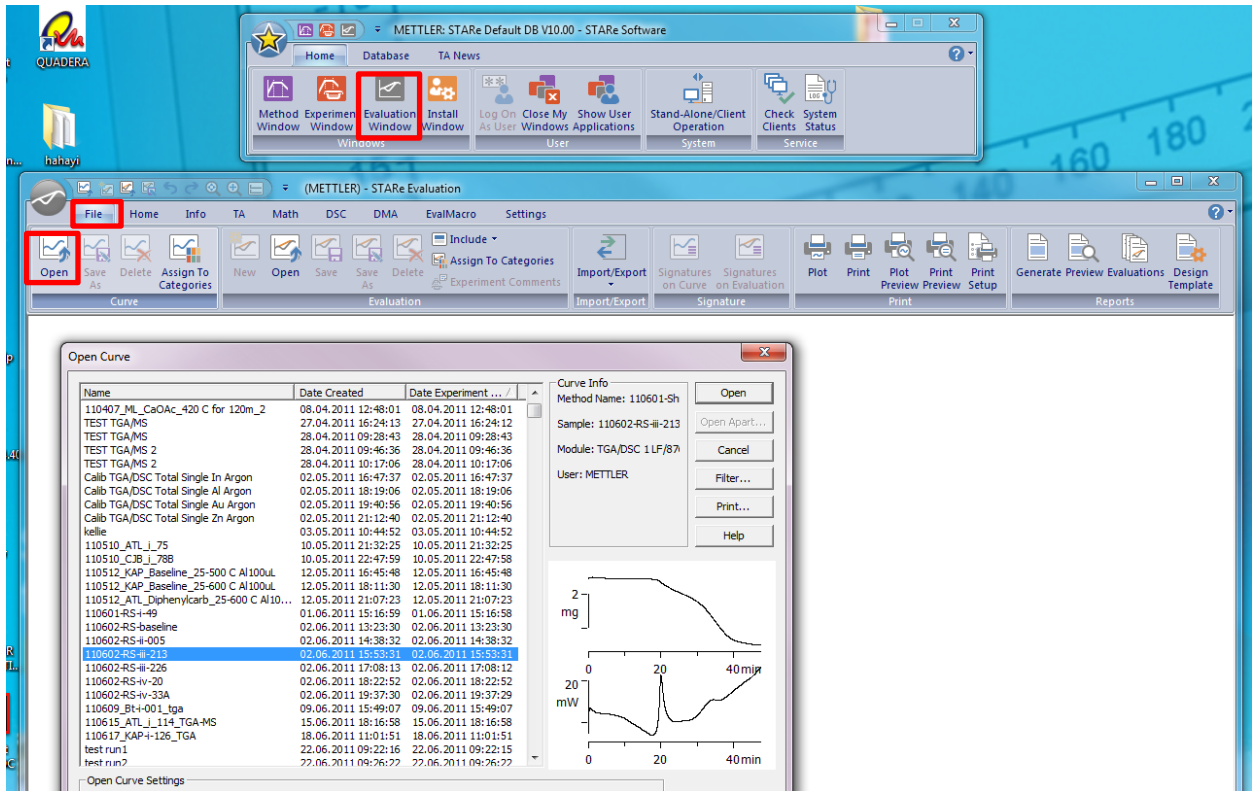 METTLER: STARe Default DB V10.00 - STARe Software
QUADERA
Home Database TA News
Method Window
Experimen Window
Evaluation Window
Install Window
Log On As User
Close My Windows
Show User Applications
Stand-Alone/Client Operation
Check Clients
System Status
Windows User System Service
hahayi
160 180
140
(METTLER) - STARe Evaluation
File Home Info TA Math DSC DMA EvalMacro Settings
Open
Save As
Delete
Assign To Categories
New
Open
Save
Save As
Delete
Include
Assign To Categories
Experiment Comments
Import/Export
Signatures on Curve
Signatures on Evaluation
Plot
Print
Plot Preview
Print Preview
Print Setup
Generate
Preview
Evaluations
Design Template
Curve Evaluation Import/Export Signature Print Reports
Open Curve
Name Date Created Date Experiment ... /
110407_ML_CaOAc_420 C for 120m_2 08.04.2011 12:48:01 08.04.2011 12:48:01
TEST TGA/MS 27.04.2011 16:24:13 27.04.2011 16:24:12
TEST TGA/MS 28.04.2011 09:28:43 28.04.2011 09:28:43
TEST TGA/MS 2 28.04.2011 09:46:36 28.04.2011 09:46:36
TEST TGA/MS 2 28.04.2011 10:17:06 28.04.2011 10:17:06
Calib TGA/DSC Total Single In Argon 02.05.2011 16:47:37 02.05.2011 16:47:37
Calib TGA/DSC Total Single Al Argon 02.05.2011 18:19:06 02.05.2011 18:19:06
Calib TGA/DSC Total Single Au Argon 02.05.2011 19:40:56 02.05.2011 19:40:56
Calib TGA/DSC Total Single Zn Argon 02.05.2011 21:12:40 02.05.2011 21:12:40
kellie 03.05.2011 10:44:52 03.05.2011 10:44:52
110510_ATL_i_75 10.05.2011 21:32:25 10.05.2011 21:32:25
110510_CJB_i_78B 10.05.2011 22:47:59 10.05.2011 22:47:58
110512_KAP_Baseline_25-500 C Al100uL 12.05.2011 16:45:48 12.05.2011 16:45:48
110512_KAP_Baseline_25-600 C Al100uL 12.05.2011 18:11:30 12.05.2011 18:11:30
110512_ATL_Diphenylcarb_25-600 C Al10... 12.05.2011 21:07:23 12.05.2011 21:07:23
110601-RS-i-49 01.06.2011 15:16:59 01.06.2011 15:16:58
110602-RS-baseline 02.06.2011 13:23:30 02.06.2011 13:23:30
110602-RS-ii-005 02.06.2011 14:38:32 02.06.2011 14:38:32
110602-RS-iii-213 02.06.2011 15:53:31 02.06.2011 15:53:31
110602-RS-iii-226 02.06.2011 17:08:13 02.06.2011 17:08:12
110602-RS-iv-20 02.06.2011 18:22:52 02.06.2011 18:22:52
110602-RS-iv-33A 02.06.2011 19:37:30 02.06.2011 19:37:29
110609_Bt-i-001_tga 09.06.2011 15:49:07 09.06.2011 15:49:07
110615_ATL_i_114_TGA-MS 15.06.2011 18:16:58 15.06.2011 18:16:58
110617_KAP-i-126_TGA 18.06.2011 11:01:51 18.06.2011 11:01:51
test run1 22.06.2011 09:22:16 22.06.2011 09:22:15
test run2 22.06.2011 09:26:22 22.06.2011 09:26:22
Curve Info
Method Name: 110601-Sh
Sample: 110602-RS-iii-213
Module: TGA/DSC 1 LF/
User: METTLER
Open
Open Apart...
Cancel
Filter...
Print...
Help
2
mg
0 20 40 min
20
mW
0 20 40 min
Open Curve Settings